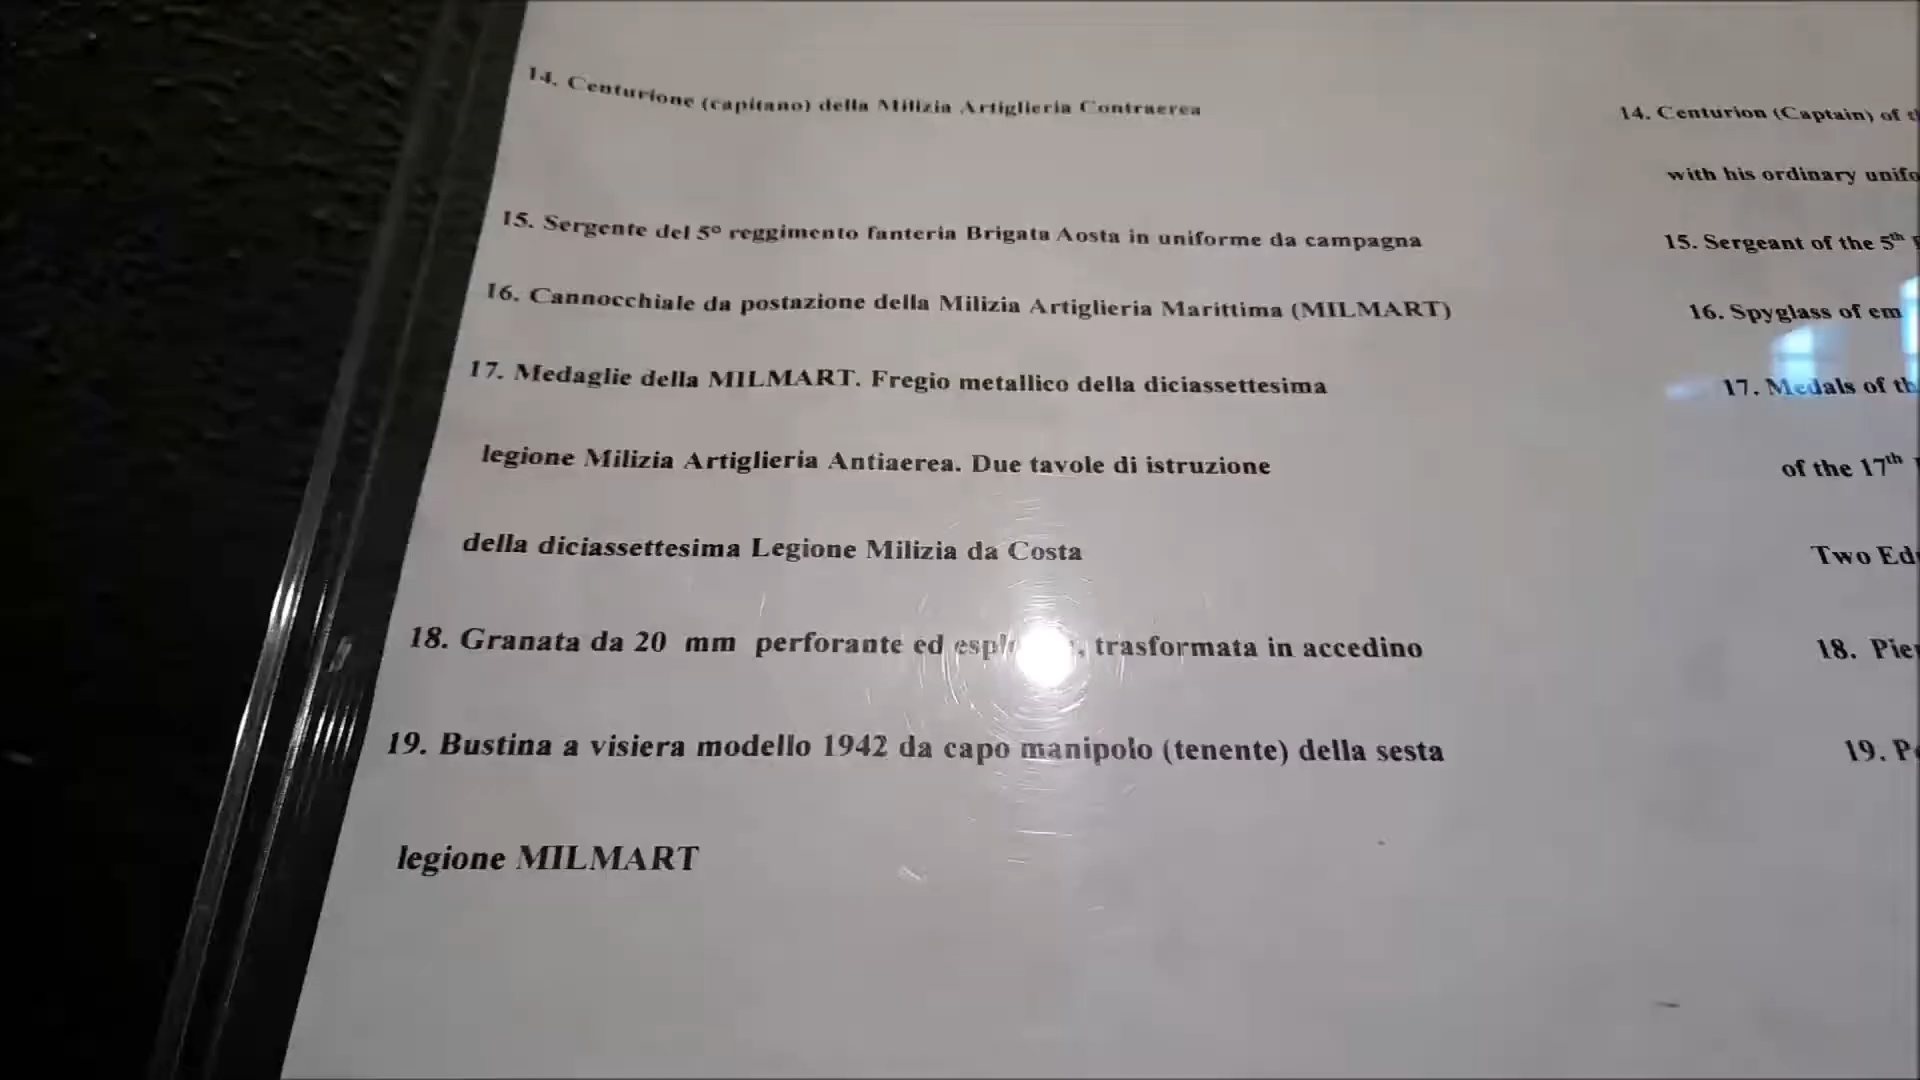 14. Centurione (capitano) della Milizia Artiglieria Contraerea
15. Sergente del 5° reggimento fanteria Brigata Aosta in uniforme da campagna
16. Cannocchiale da postazione della Milizia Artiglieria Marittima (MILMART)
17. Medaglie della MILMART. Fregio metallico della diciassettesima
legione Milizia Artiglieria Antiaerea. Due tavole di istruzione
della diciassettesima Legione Milizia da Costa
18. Granata da 20 mm perforante ed trasformata in accedino
19. Bustina a visiera modello 1942 da capo manipolo (tenente) della sesta
legione MILMART
14. Centurion (Captain) of
with his ordinary
15. Sergeant of the 5th
16. Spyglass of
17. Medals of
of the 17th
Two
18.
19.